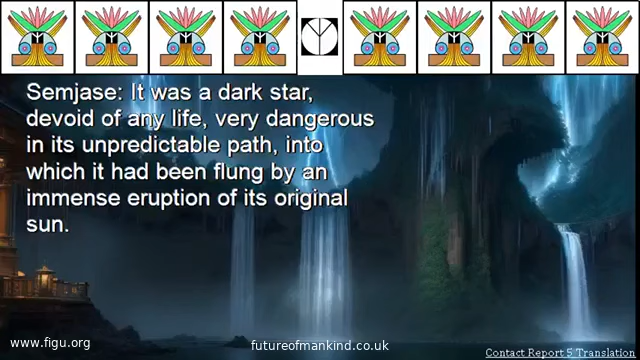 Semjase: It was a dark star,
devoid of any life, very dangerous
in its unpredictable path, into
which it had been flung by an
immense eruption of its original
sun.
www.figu.org
futureofmankind.co.uk
Contact Report 5 Translation